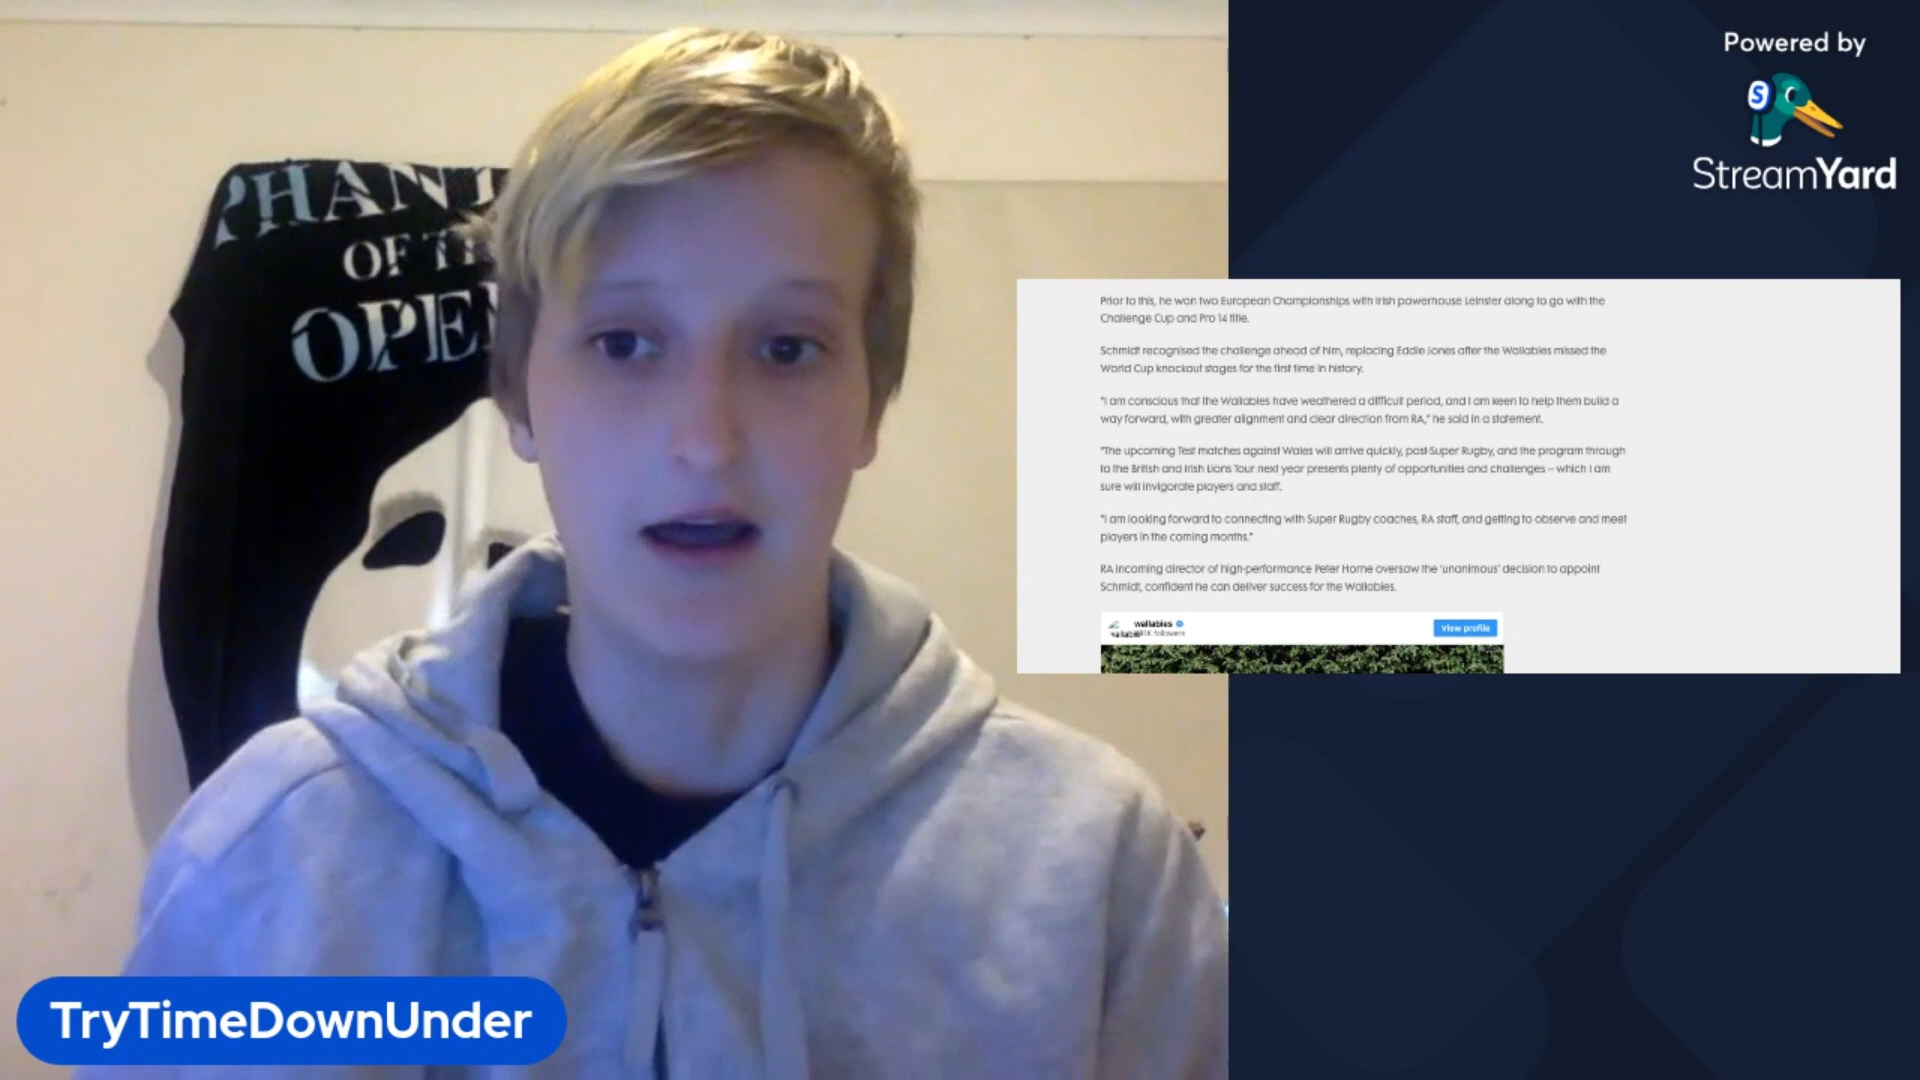 PHANT
OF TH
OPE
Powered by
S
StreamYard
Prior to this, he won two European Championships with Irish powerhouse Leinster along to go with the
Challenge Cup and Pro 14 title.
Schmidt recognised the challenge ahead of him, replacing Eddie Jones after the Wallabies missed the
World Cup knockout stages for the first time in history.
"I am conscious that the Wallabies have weathered a difficult period, and I am keen to help them build a
way forward, with greater alignment and clear direction from RA," he said in a statement.
"The upcoming Test matches against Wales will arrive quickly, post-Super Rugby, and the program through
to the British and Irish Lions Tour next year presents plenty of opportunities and challenges – which I am
sure will invigorate players and staff.
"I am looking forward to connecting with Super Rugby coaches, RA staff, and getting to observe and meet
players in the coming months."
RA incoming director of high-performance Peter Horne oversaw the 'unanimous' decision to appoint
Schmidt, confident he can deliver success for the Wallabies.
wallabies
followers
View profile
TryTimeDownUnder